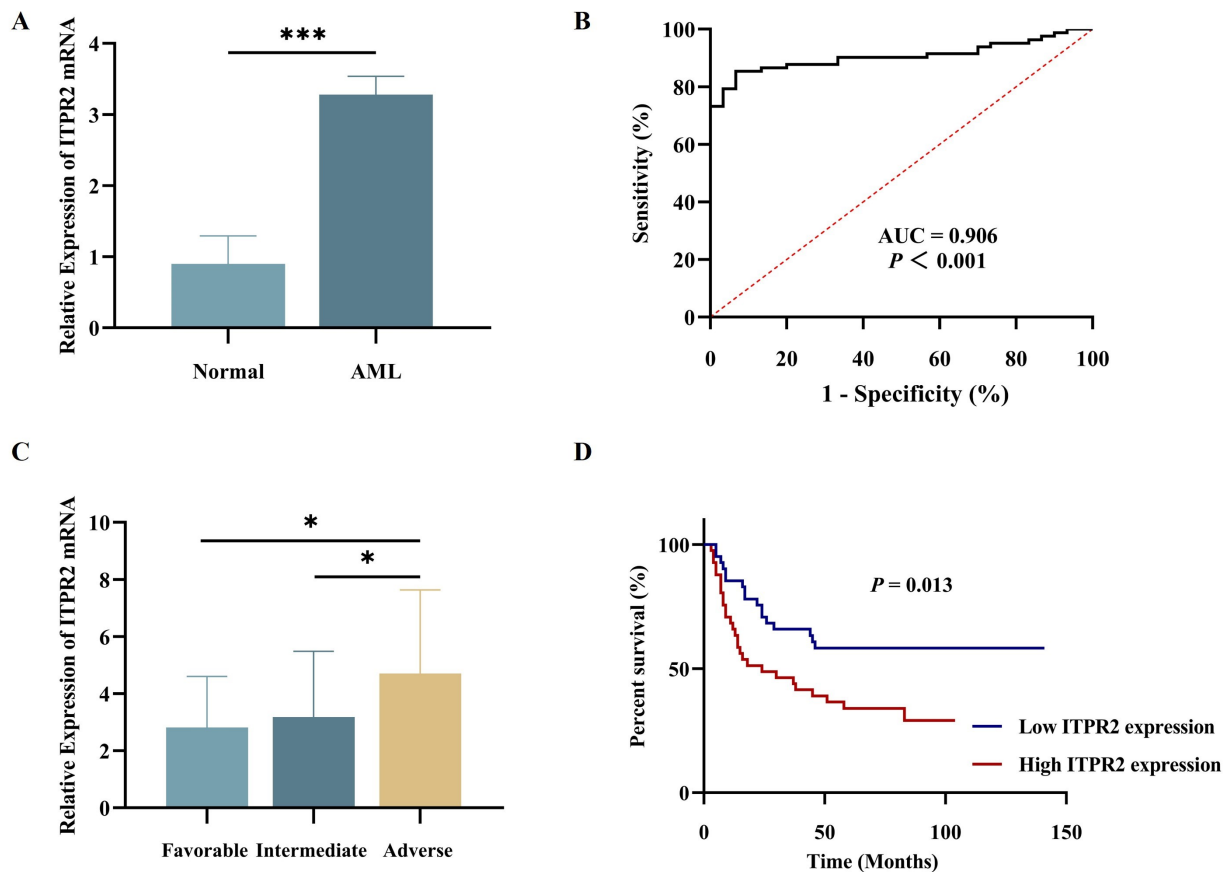 A
Relative Expression of ITPR2 mRNA
4
3
2
1
0
***
Normal
AML
B
Sensitivity (%)
100
80
60
40
20
0
AUC = 0.906
P < 0.001
0
20
40
60
80
100
1 - Specificity (%)
C
Relative Expression of ITPR2 mRNA
10
8
6
4
2
0
*
*
Favorable
Intermediate
Adverse
D
Percent survival (%)
100
50
0
P = 0.013
Low ITPR2 expression
High ITPR2 expression
0
50
100
150
Time (Months)